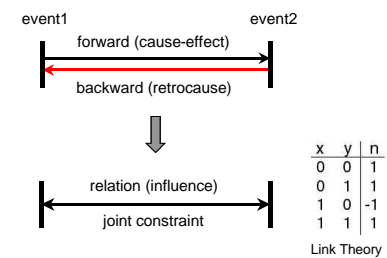 event1 event2
forward (cause-effect)
backward (retrocause)
relation (influence)
joint constraint
x y n
0 0 1
0 1 1
1 0 -1
1 1 1
Link Theory